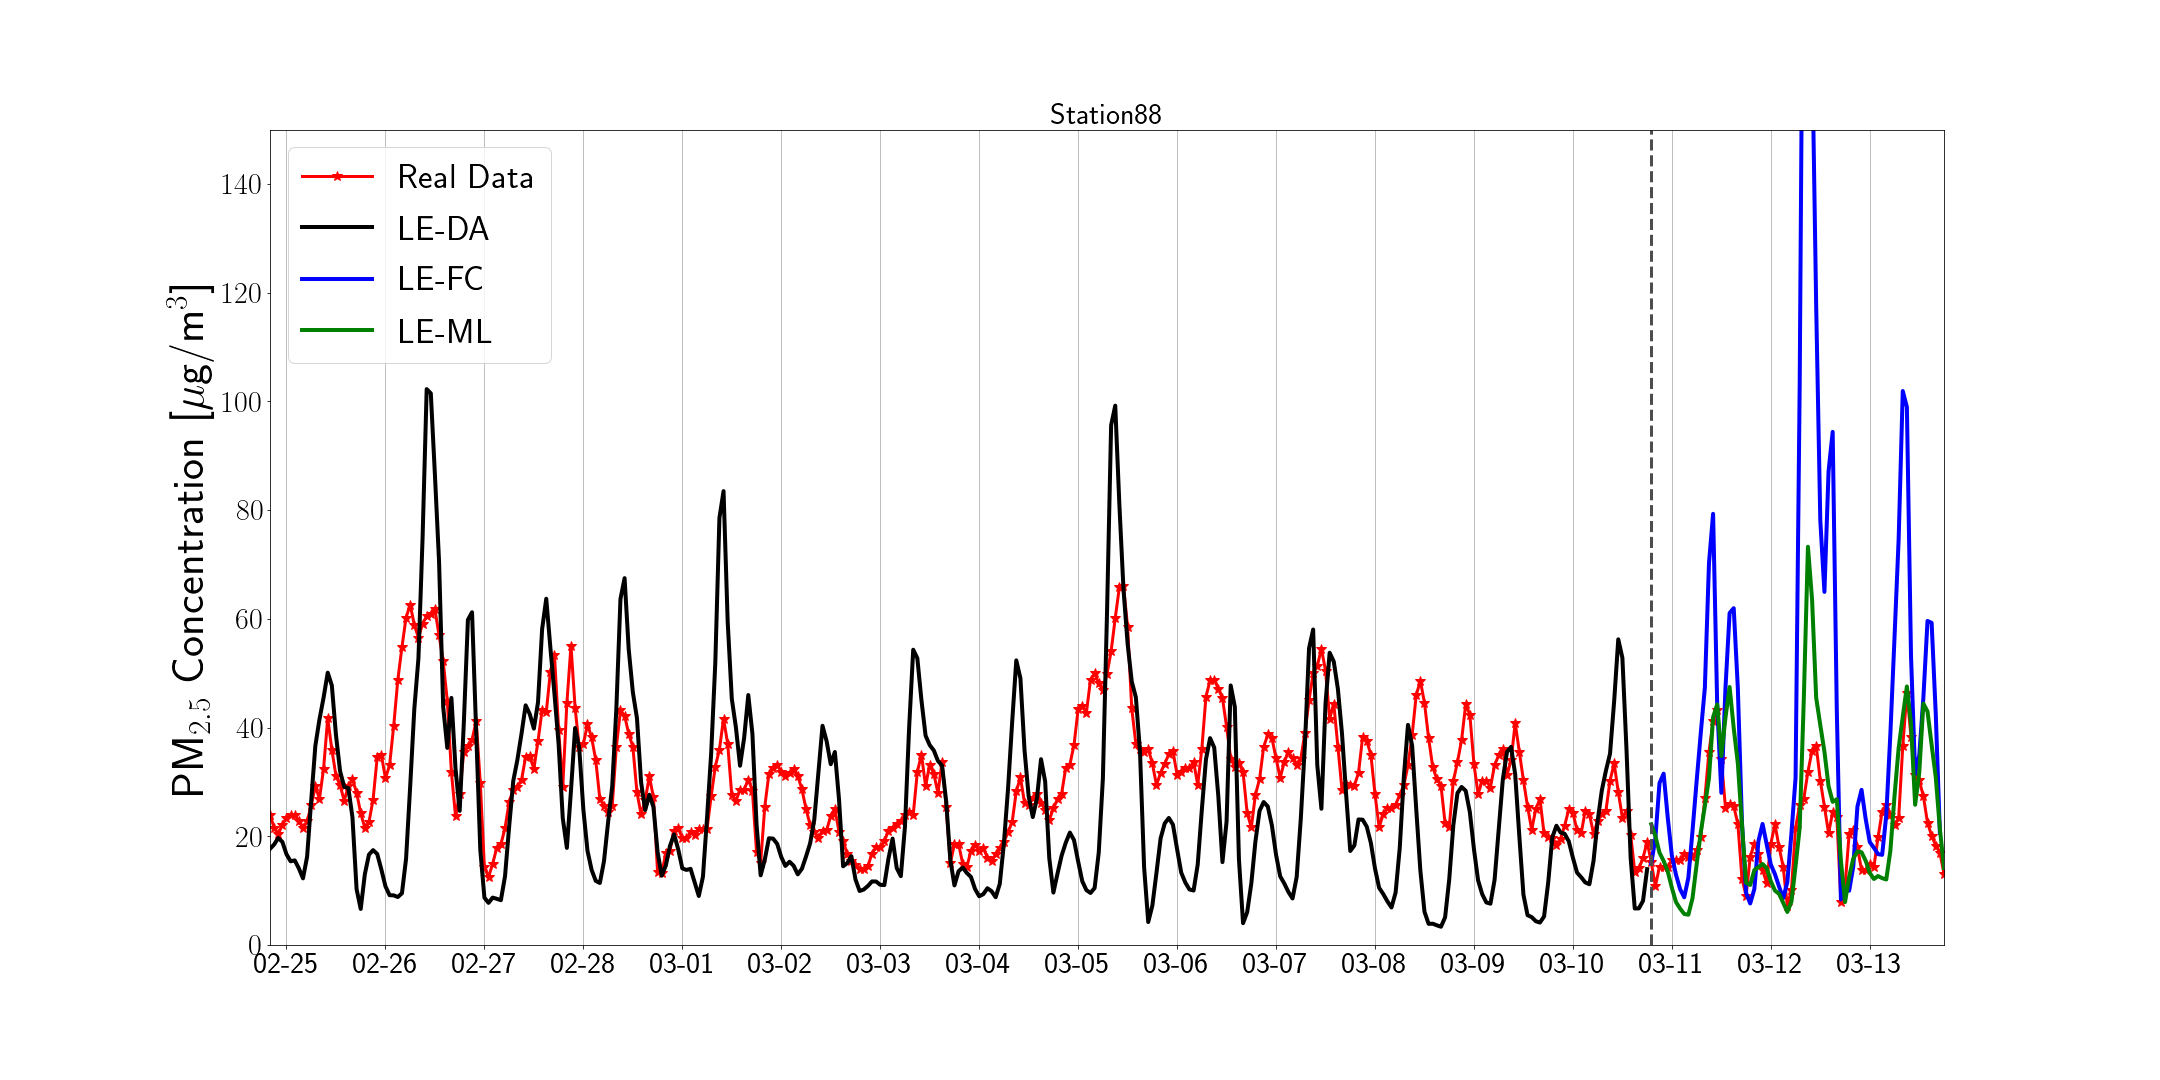 Station88
Real Data
LE-DA
LE-FC
LE-ML
PM2.5 Concentration [μg/m³]
140
120
100
80
60
40
20
0
02-25 02-26 02-27 02-28 03-01 03-02 03-03 03-04 03-05 03-06 03-07 03-08 03-09 03-10 03-11 03-12 03-13